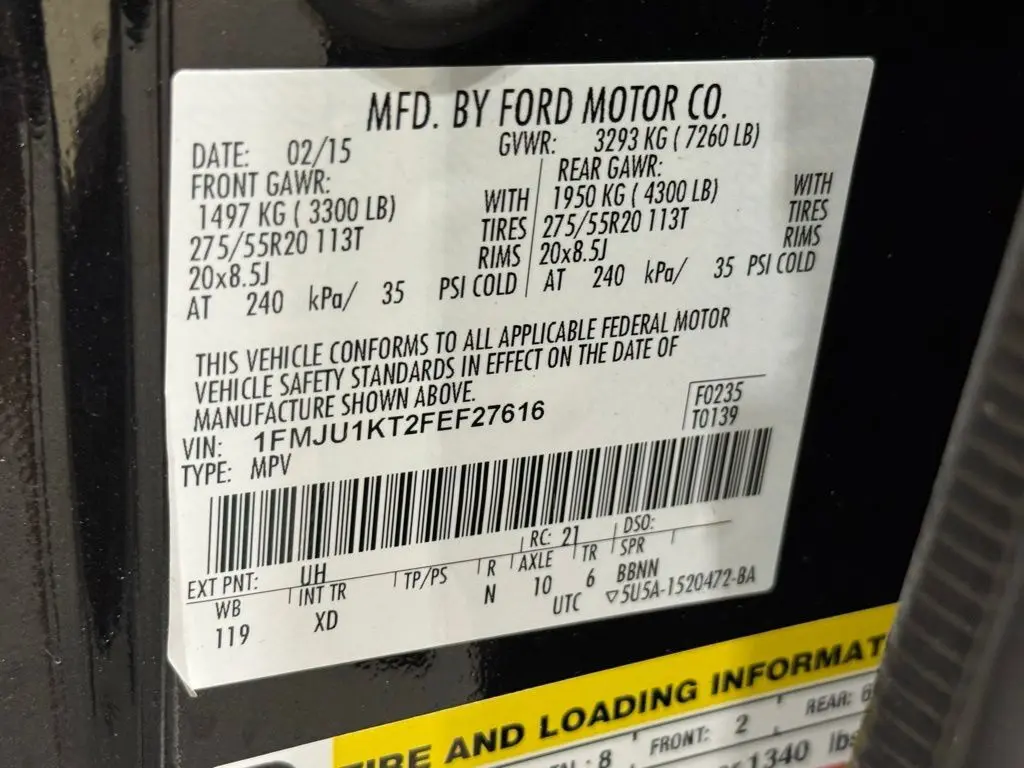 MFD. BY FORD MOTOR CO.
DATE: 02/15 GVWR: 3293 KG ( 7260 LB)
FRONT GAWR: REAR GAWR:
1497 KG ( 3300 LB) WITH 1950 KG ( 4300 LB) WITH
275/55R20 113T TIRES 275/55R20 113T TIRES
20x8.5J RIMS 20x8.5J RIMS
AT 240 kPa/ 35 PSI COLD AT 240 kPa/ 35 PSI COLD
THIS VEHICLE CONFORMS TO ALL APPLICABLE FEDERAL MOTOR
VEHICLE SAFETY STANDARDS IN EFFECT ON THE DATE OF
MANUFACTURE SHOWN ABOVE.
F0235
VIN: 1FMJU1KT2FEF27616
T0139
TYPE: MPV
EXT PNT: UH RC: 21 DSO:
WB INT TR TP/PS R AXLE TR SPR
119 XD N 10 6 BBNN
UTC ▽5U5A-1520472-BA
AND LOADING
8 FRONT: 2 REAR:
1340 lbs